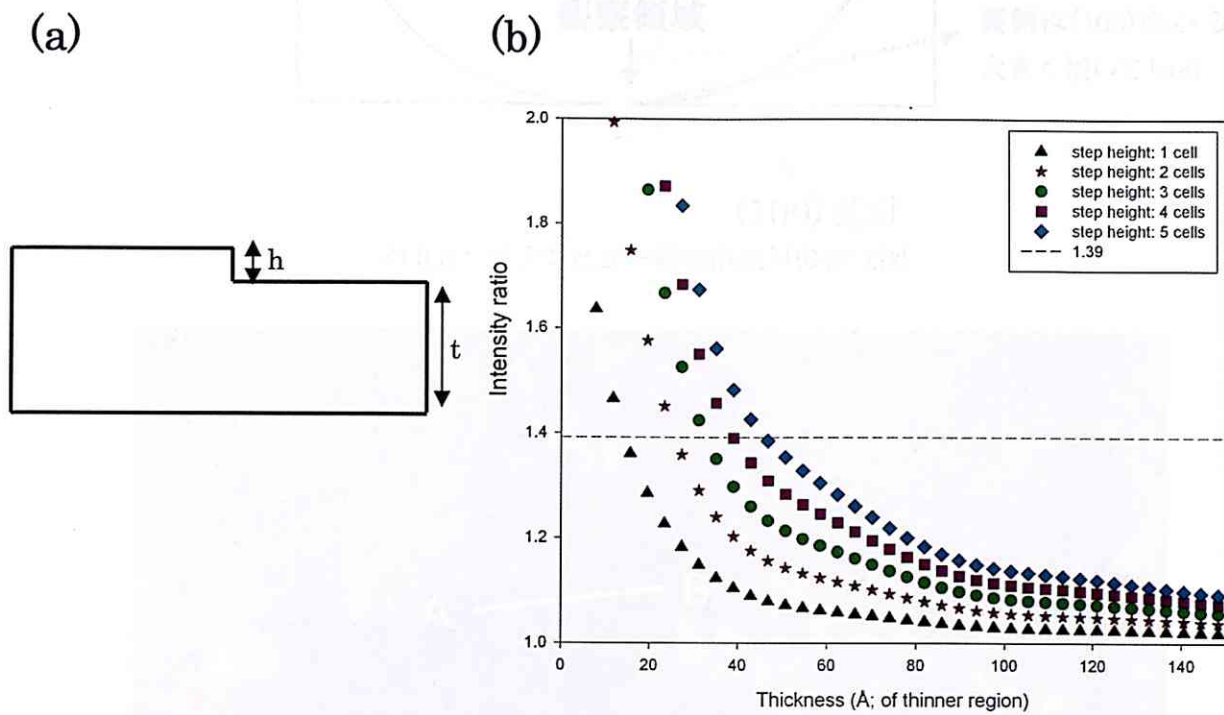 (a)
h
t
(b)
Intensity ratio
2.0
1.8
1.6
1.4
1.2
1.0
0
20
40
60
80
100
120
140
Thickness (Å; of thinner region)
step height: 1 cell
step height: 2 cells
step height: 3 cells
step height: 4 cells
step height: 5 cells
1.39